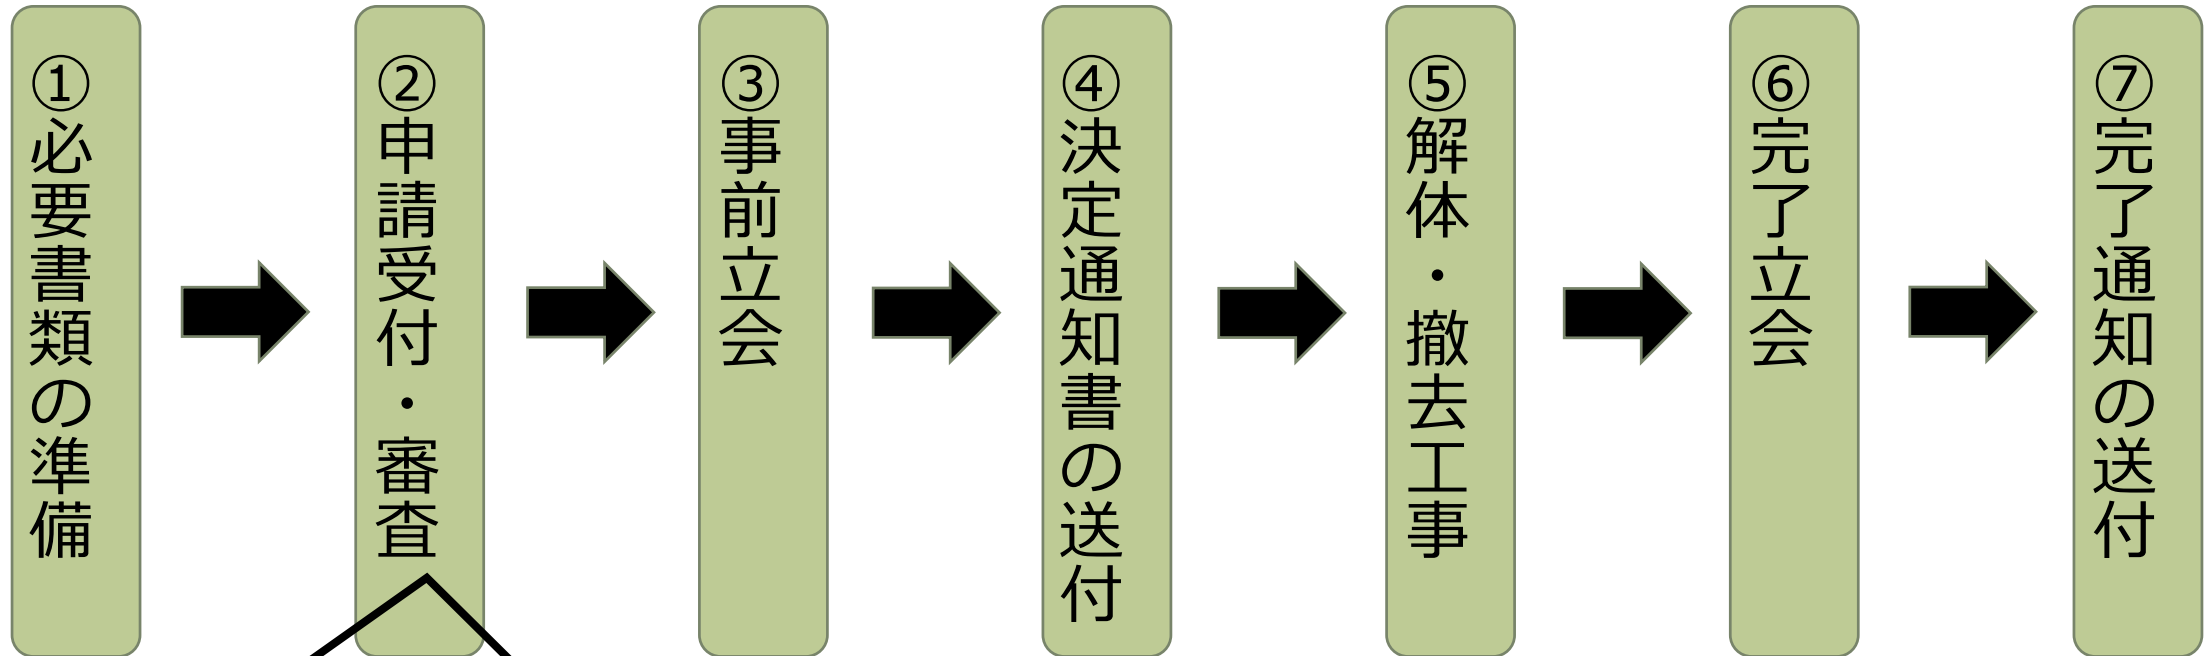 ①必要書類の準備
②申請受付・審査
③事前立会
④決定通知書の送付
⑤解体・撤去工事
⑥完了立会
⑦完了通知の送付